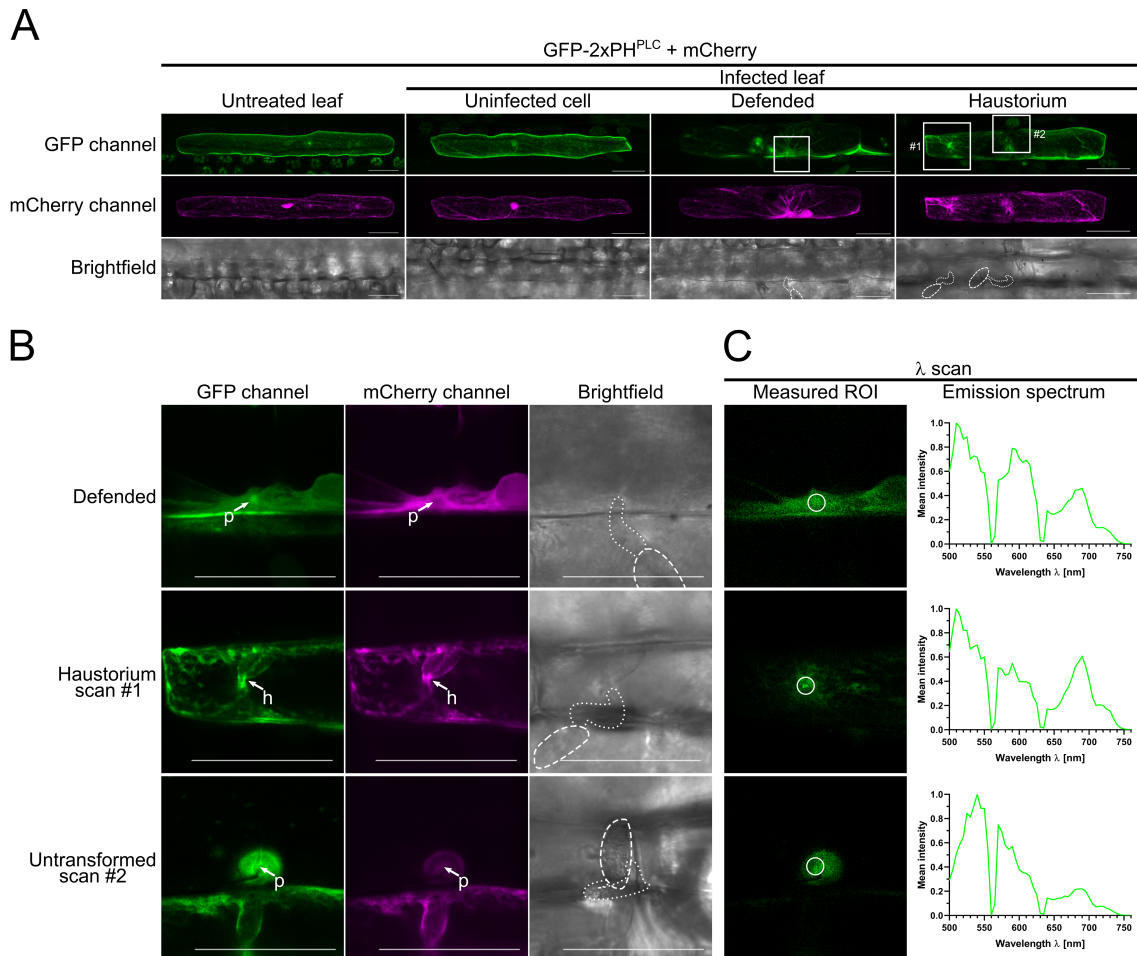 A
GFP-2xPHPLC + mCherry
Infected leaf
Untreated leaf
Uninfected cell
Defended
Haustorium
GFP channel
#1
#2
mCherry channel
Brightfield
B
C
λ scan
GFP channel
mCherry channel
Brightfield
Measured ROI
Emission spectrum
Defended
p
p
Mean intensity
1.0
0.8
0.6
0.4
0.2
0.0
500 550 600 650 700 750
Wavelength λ [nm]
Haustorium
scan #1
h
h
Mean intensity
1.0
0.8
0.6
0.4
0.2
0.0
500 550 600 650 700 750
Wavelength λ [nm]
Untransformed
scan #2
p
p
Mean intensity
1.0
0.8
0.6
0.4
0.2
0.0
500 550 600 650 700 750
Wavelength λ [nm]